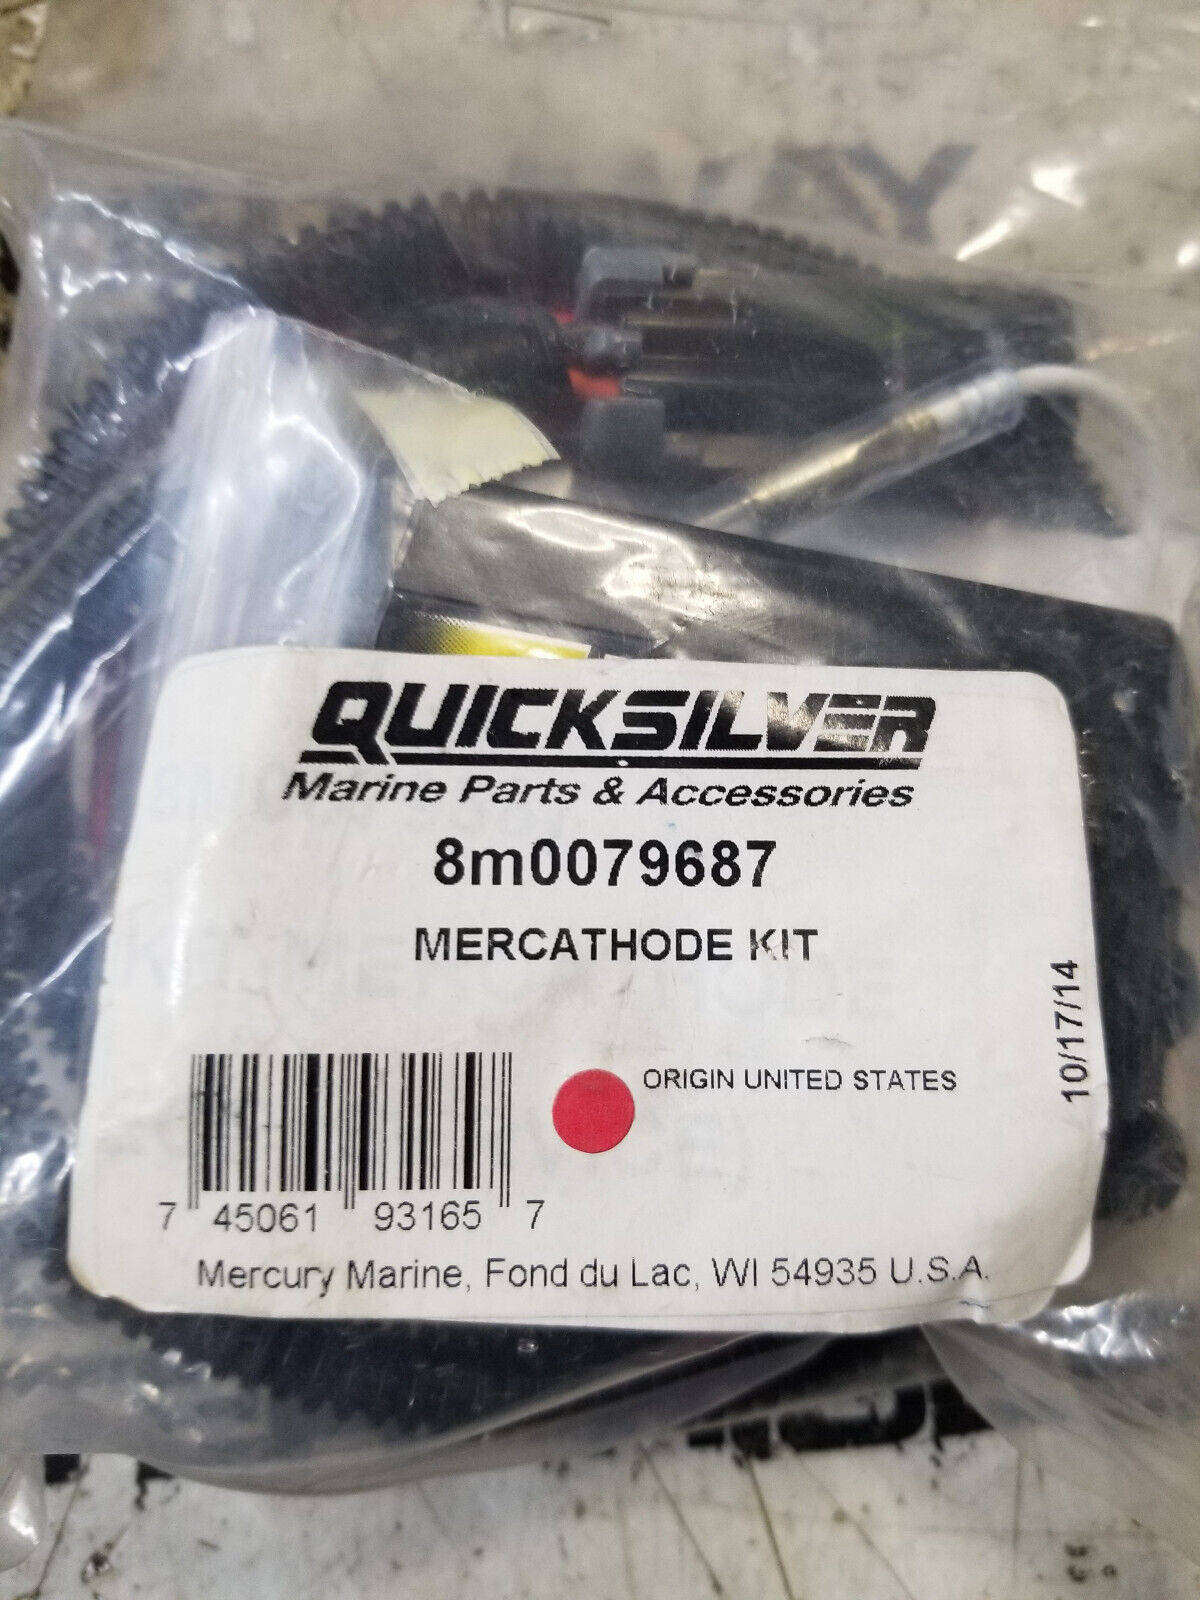 WAY
QUICKSILVER
Marine Parts & Accessories
8m0079687
MERCATHODE KIT
ORIGIN UNITED STATES
10/17/14
7 45061 93165 7
Mercury Marine, Fond du Lac, WI 54935 U.S.A.